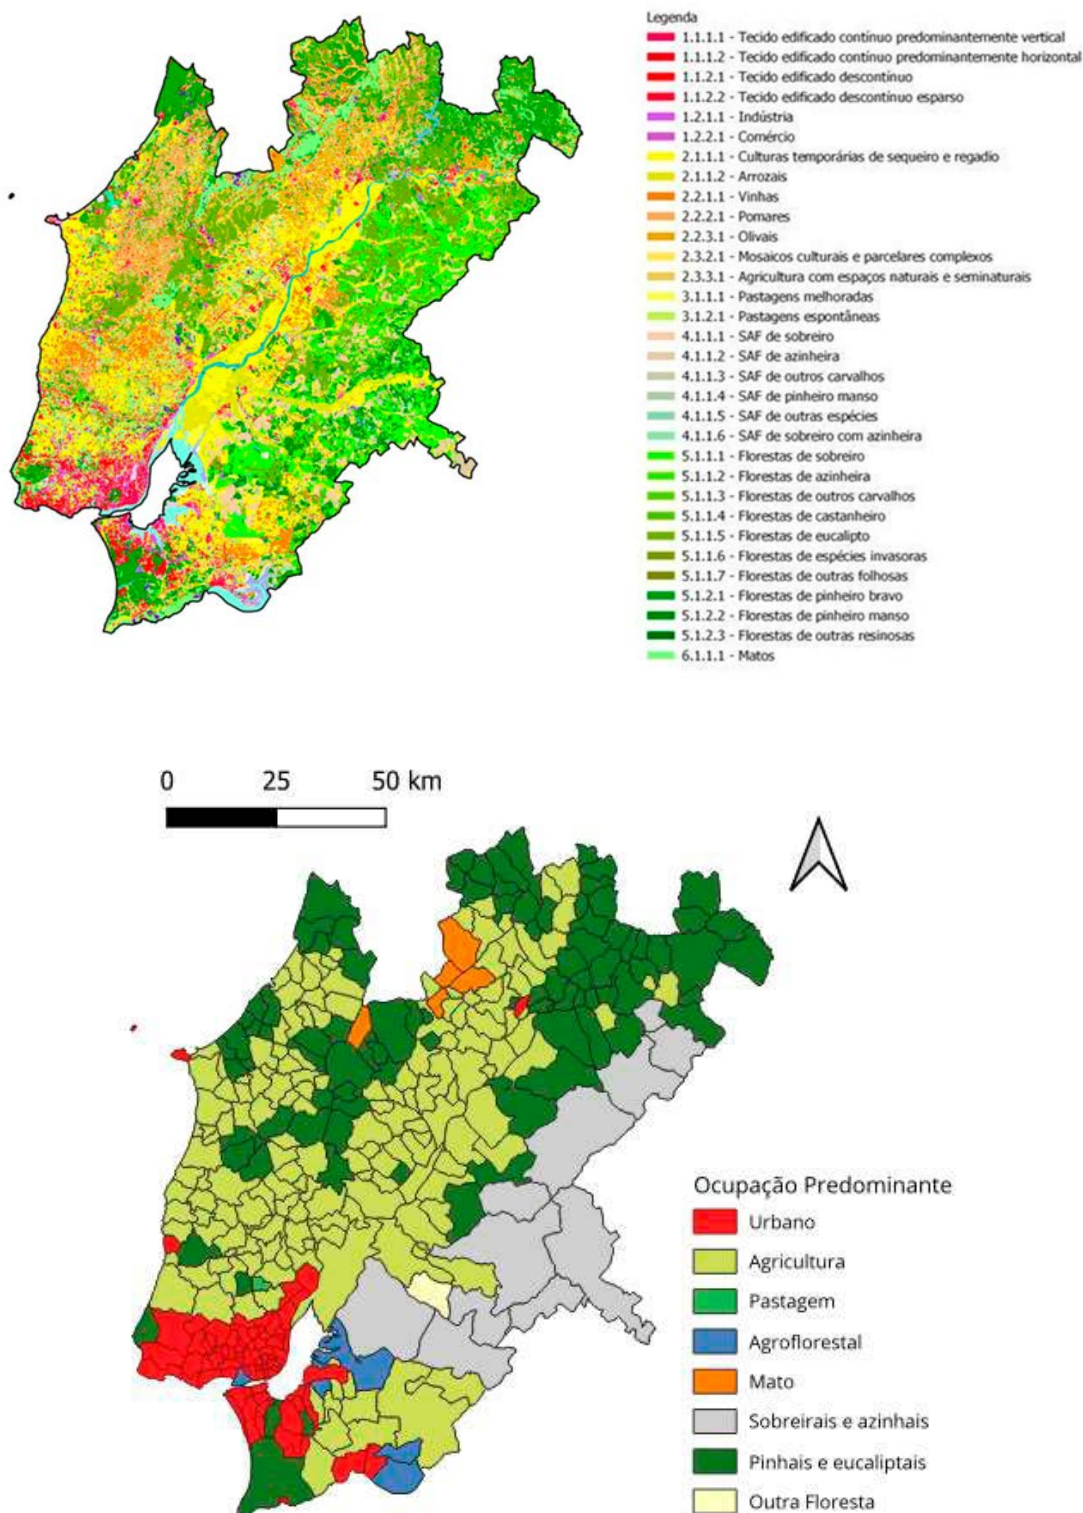 Legenda
1.1.1.1 - Tecido edificado contínuo predominantemente vertical
1.1.1.2 - Tecido edificado contínuo predominantemente horizontal
1.1.2.1 - Tecido edificado descontínuo
1.1.2.2 - Tecido edificado descontínuo esparso
1.2.1.1 - Indústria
1.2.2.1 - Comércio
2.1.1.1 - Culturas temporárias de sequeiro e regadio
2.1.1.2 - Arrozais
2.2.1.1 - Vinhas
2.2.2.1 - Pomares
2.2.3.1 - Olivais
2.3.2.1 - Mosaicos culturais e parcelares complexos
2.3.3.1 - Agricultura com espaços naturais e seminaturais
3.1.1.1 - Pastagens melhoradas
3.1.2.1 - Pastagens espontâneas
4.1.1.1 - SAF de sobreiro
4.1.1.2 - SAF de azinheira
4.1.1.3 - SAF de outros carvalhos
4.1.1.4 - SAF de pinheiro manso
4.1.1.5 - SAF de outras espécies
4.1.1.6 - SAF de sobreiro com azinheira
5.1.1.1 - Florestas de sobreiro
5.1.1.2 - Florestas de azinheira
5.1.1.3 - Florestas de outros carvalhos
5.1.1.4 - Florestas de castanheiro
5.1.1.5 - Florestas de eucalipto
5.1.1.6 - Florestas de espécies invasoras
5.1.1.7 - Florestas de outras folhosas
5.1.2.1 - Florestas de pinheiro bravo
5.1.2.2 - Florestas de pinheiro manso
5.1.2.3 - Florestas de outras resinosas
6.1.1.1 - Matos
0 25 50 km
Ocupação Predominante
Urbano
Agricultura
Pastagem
Agroflorestal
Mato
Sobreirais e azinhais
Pinhais e eucaliptais
Outra Floresta